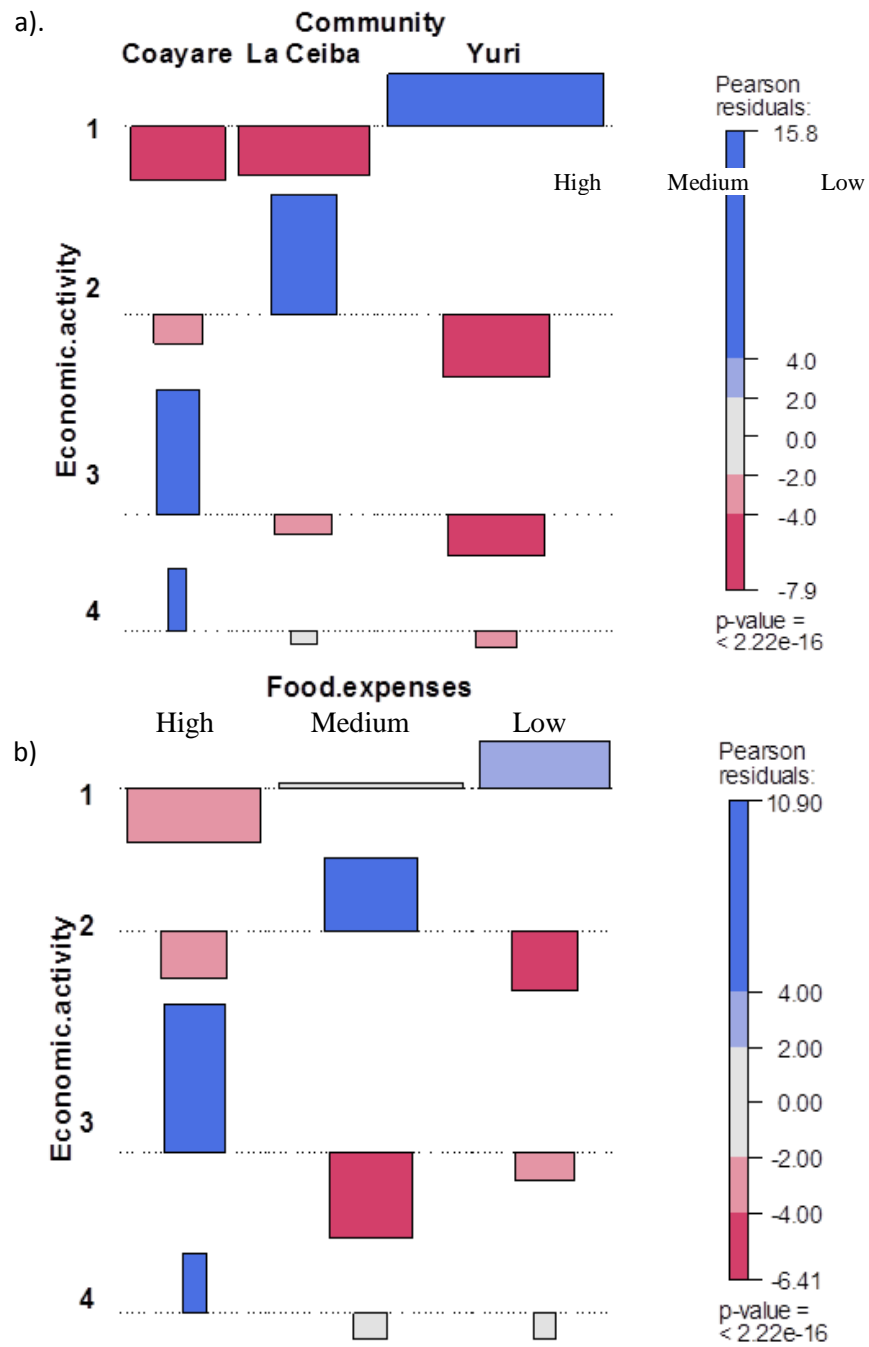 a).
Community
Coayare La Ceiba Yuri
Pearson
residuals:
15.8
1
High Medium Low
Economic.activity
2
4.0
2.0
0.0
3
-2.0
-4.0
4
-7.9
p-value =
< 2.22e-16
Food.expenses
High Medium Low
b)
Pearson
residuals:
1
10.90
Economic.activity
2
4.00
2.00
0.00
3
-2.00
-4.00
4
-6.41
p-value =
< 2.22e-16